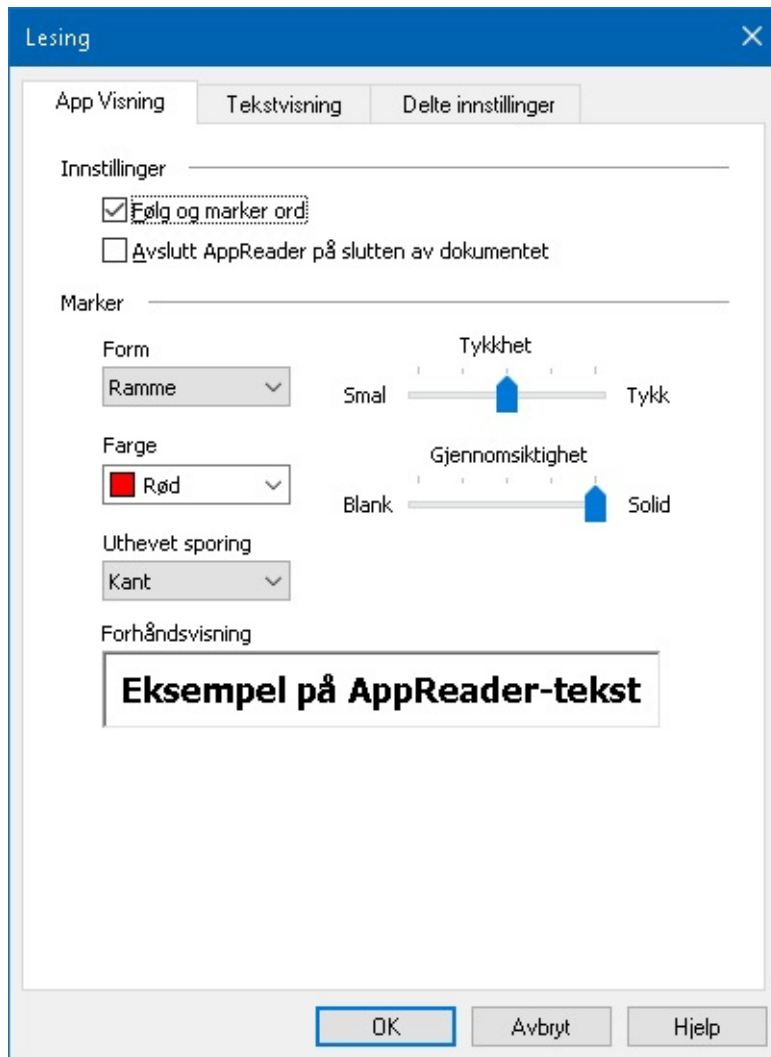 Lesing
App Visning Tekstvisning Delte innstillinger
Innstillinger
Følg og marker ord
Avslutt AppReader på slutten av dokumentet
Marker
Form Tykkhet
Ramme Smal Tykk
Farge Gjennomsiktighet
Rød Blank Solid
Uthevet sporing
Kant
Forhåndsvisning
Eksempel på AppReader-tekst
OK Avbryt Hjelp